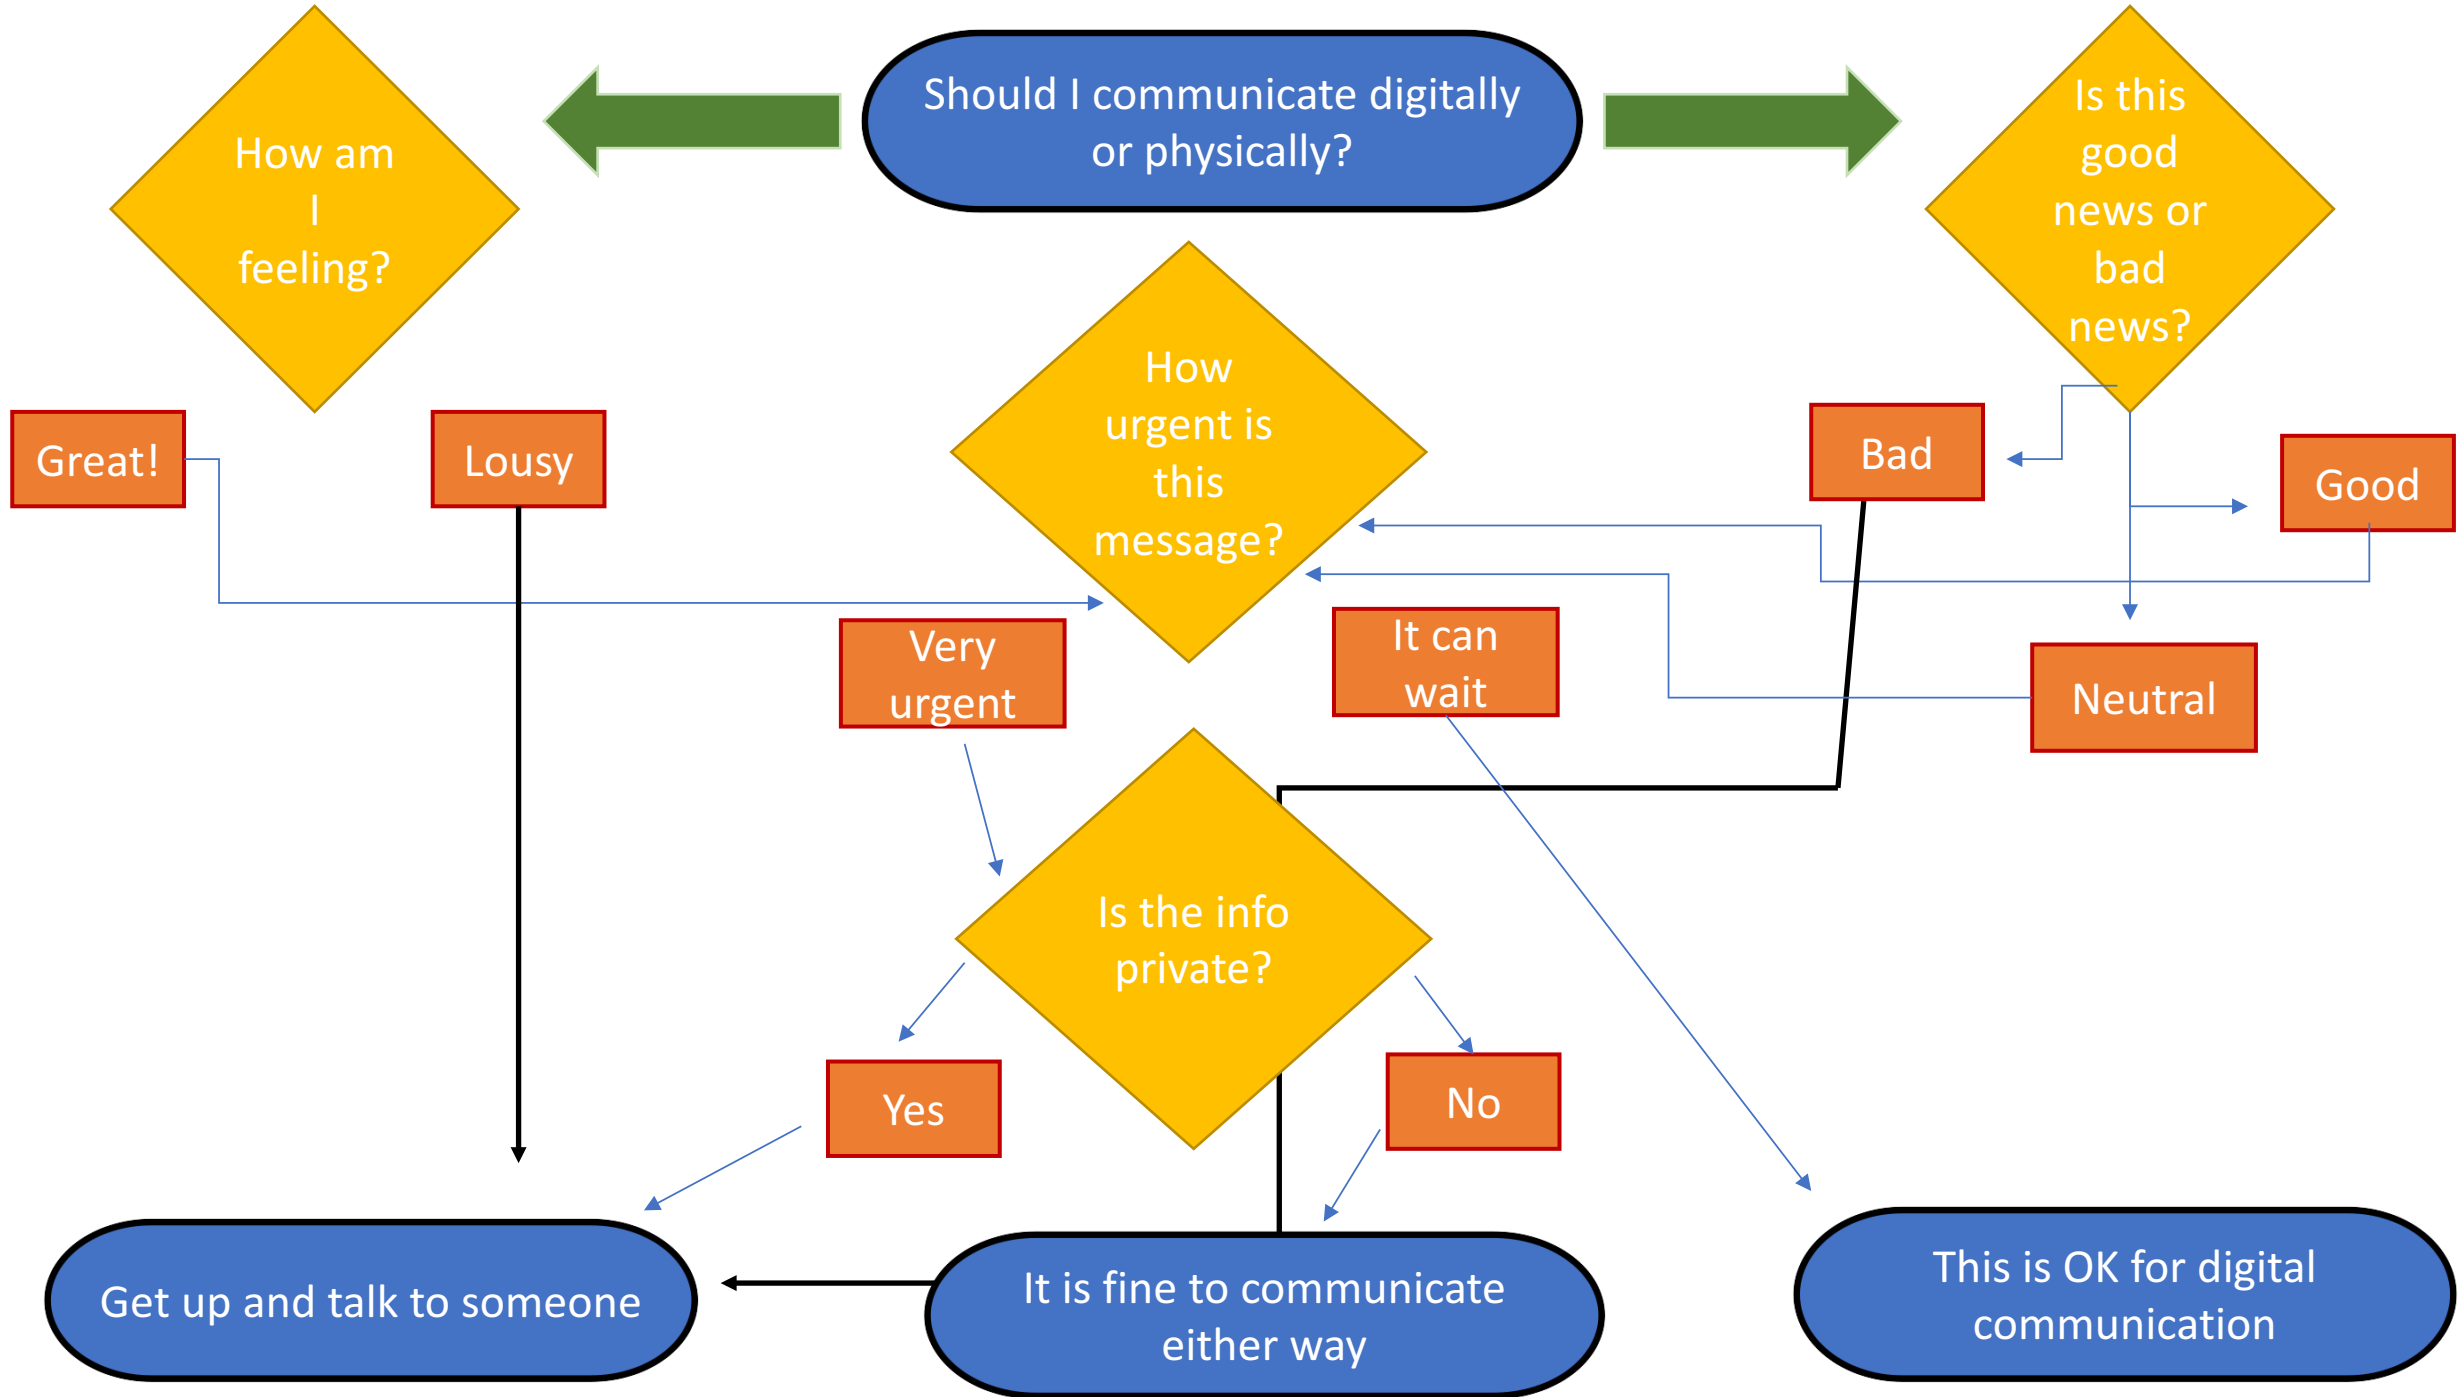 Should I communicate digitally
or physically?
How am
I
feeling?
Is this
good
news or
bad
news?
How
urgent is
this
message?
Great!
Lousy
Bad
Good
Very
urgent
It can
wait
Neutral
Is the info
private?
Yes
No
Get up and talk to someone
It is fine to communicate
either way
This is OK for digital
communication